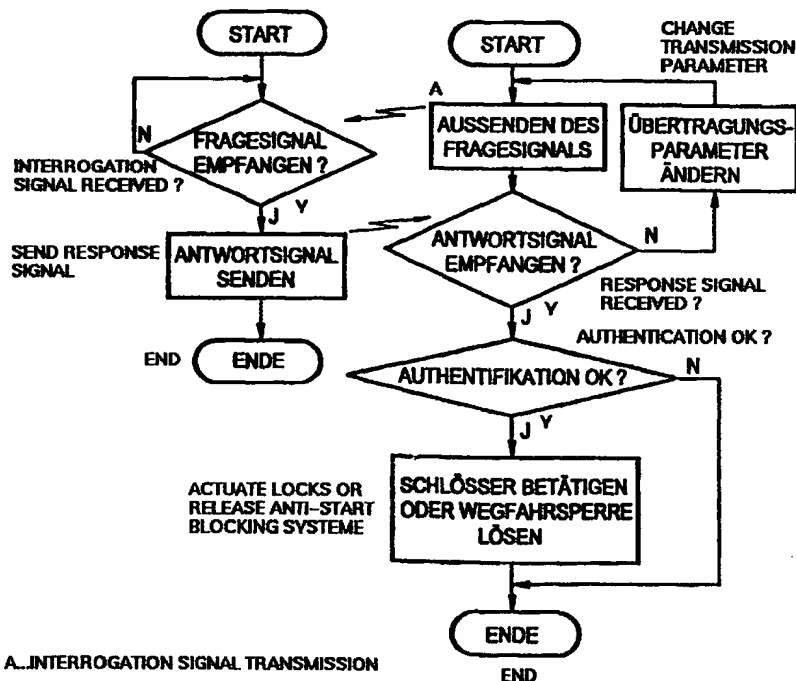 START
START
CHANGE
TRANSMISSION
PARAMETER
A
N
FRAGESIGNAL
EMPFANGEN ?
AUSSENDEN DES
FRAGESIGNALS
ÜBERTRAGUNGS-
PARAMETER
ÄNDERN
INTERROGATION
SIGNAL RECEIVED ?
J Y
SEND RESPONSE
SIGNAL
ANTWORTSIGNAL
SENDEN
ANTWORTSIGNAL
EMPFANGEN ?
N
RESPONSE SIGNAL
RECEIVED ?
J Y
END
ENDE
AUTHENTICATION OK ?
AUTHENTIFIKATION OK ?
N
J Y
ACTUATE LOCKS OR
RELEASE ANTI-START
BLOCKING SYSTEME
SCHLÖSSER BETÄTIGEN
ODER WEGFAHRSPERRE
LÖSEN
ENDE
A...INTERROGATION SIGNAL TRANSMISSION
END